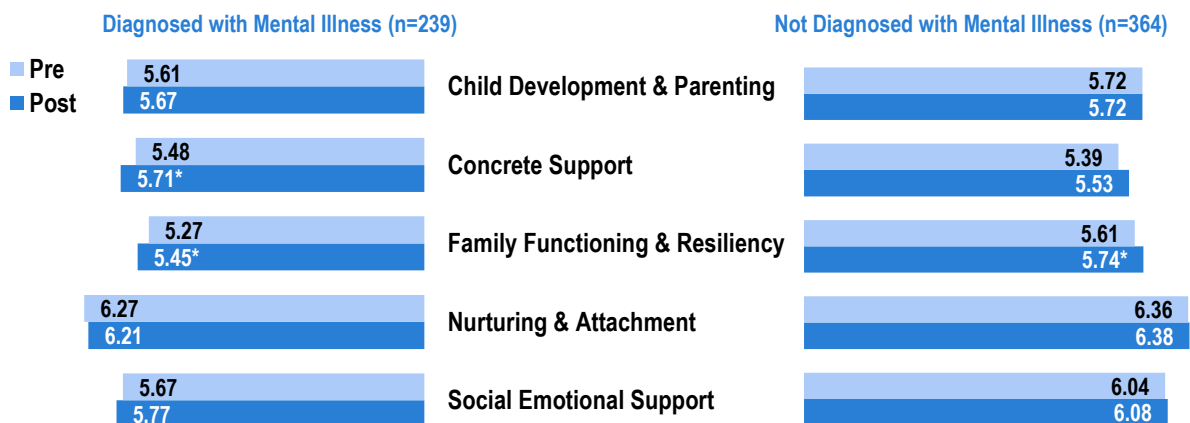 Diagnosed with Mental Illness (n=239)
Not Diagnosed with Mental Illness (n=364)
Pre
Post
5.61
5.67
Child Development & Parenting
5.72
5.72
5.48
5.71*
Concrete Support
5.39
5.53
5.27
5.45*
Family Functioning & Resiliency
5.61
5.74*
6.27
6.21
Nurturing & Attachment
6.36
6.38
5.67
5.77
Social Emotional Support
6.04
6.08